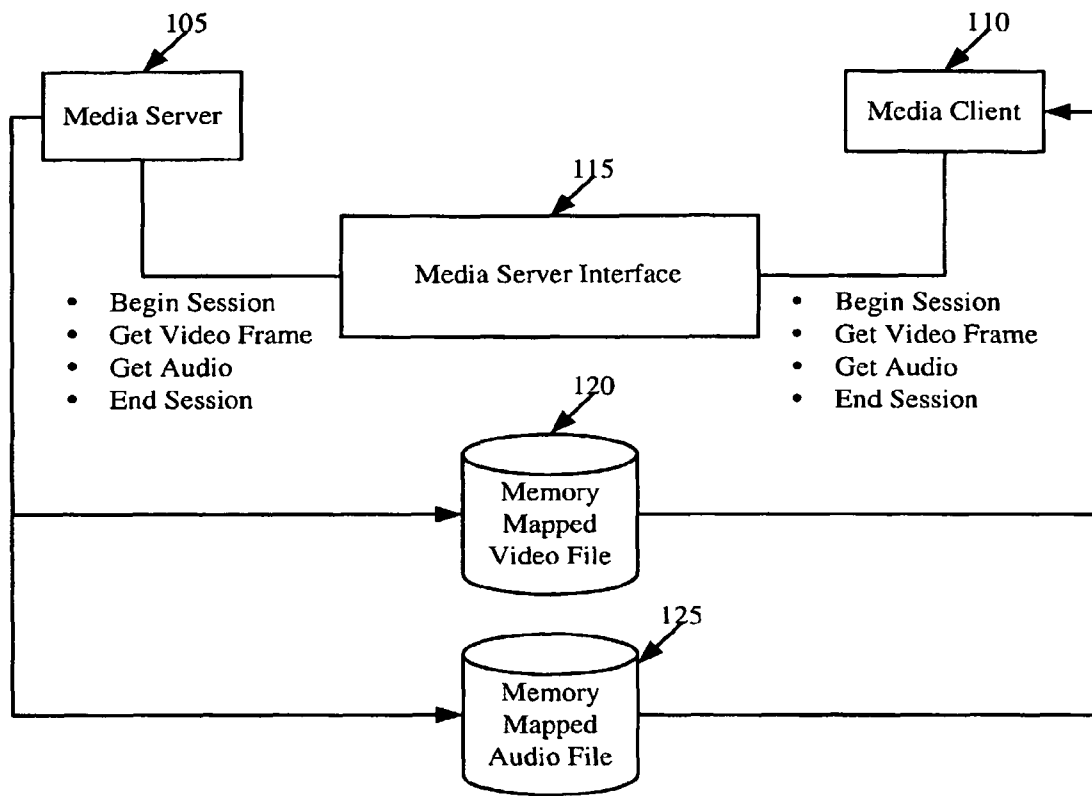 105
110
Media Server
Media Client
115
Media Server Interface
• Begin Session
• Get Video Frame
• Get Audio
• End Session
• Begin Session
• Get Video Frame
• Get Audio
• End Session
120
Memory
Mapped
Video File
125
Memory
Mapped
Audio File